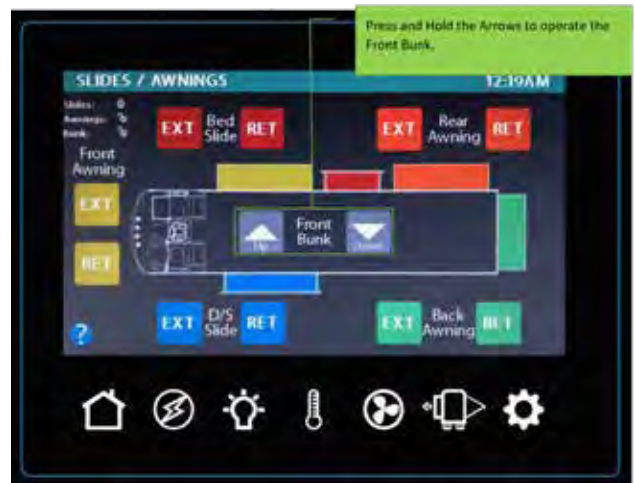 Press and Hold the Arrows to operate the
Front Bunk.
SLIDES / AWNINGS 12:19AM
Slides: 0
Awnings:
Bunk:
EXT Bed Slide RET
EXT Rear Awning RET
Front
Awning
EXT
RET
Up Front Bunk Down
EXT D/S Slide RET
EXT Back Awning RET
?